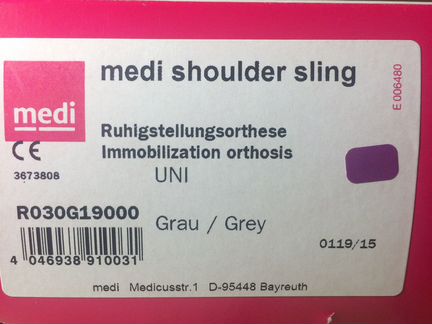 medi shoulder sling
medi
E 006480
Ruhigstellungsorthese
Immobilization orthosis
CE
3673808
UNI
R030G19000
Grau / Grey
4 046938 910031
0119/15
medi Medicusstr.1 D-95448 Bayreuth